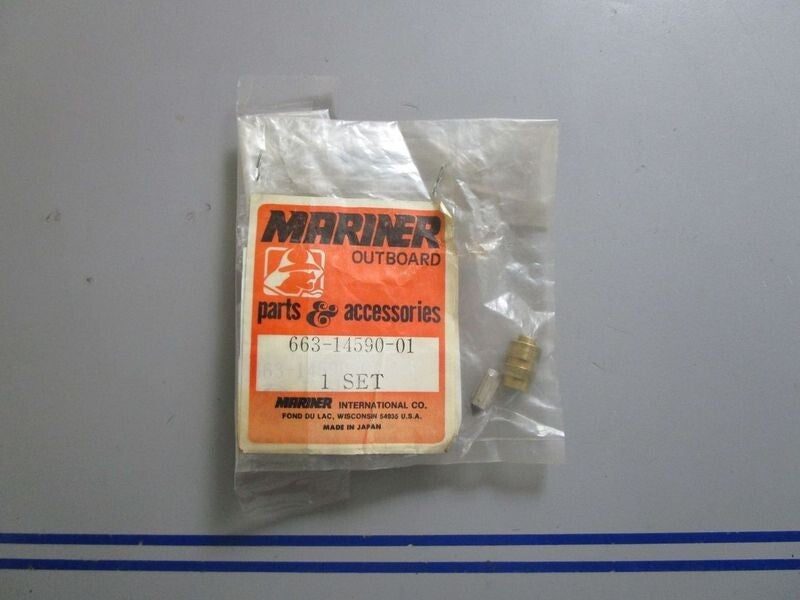 MARINER
OUTBOARD
parts & accessories
663-14590-01
1 SET
MARINER INTERNATIONAL CO.
FOND DU LAC, WISCONSIN 54935 U.S.A.
MADE IN JAPAN